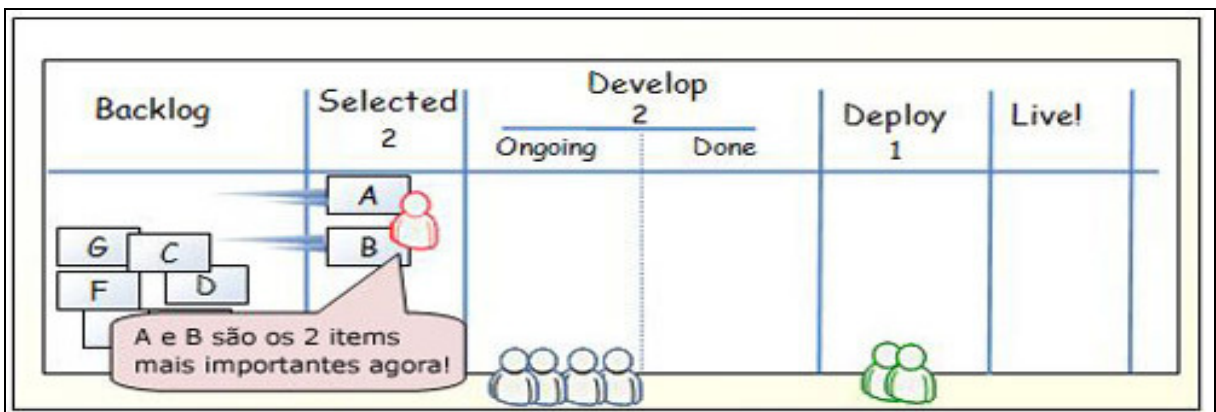 Backlog
Selected
2
Develop
2
Ongoing Done
Deploy
1
Live!
A
B
G
C
F
D
A e B são os 2 items
mais importantes agora!